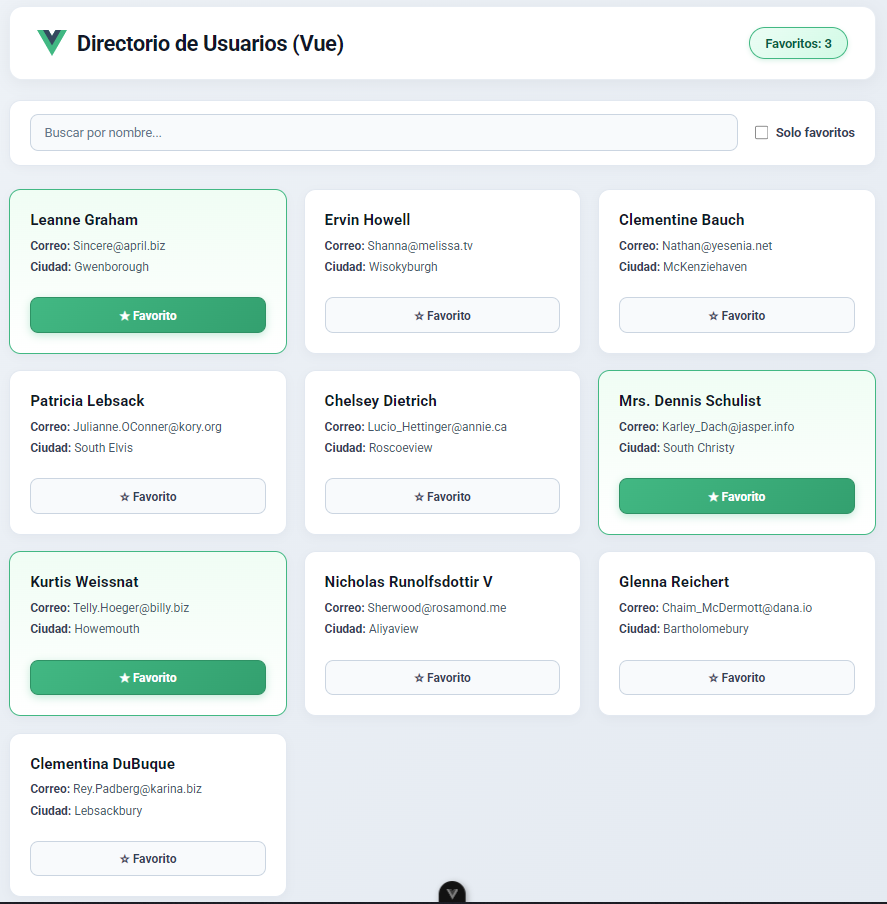 Directorio de Usuarios (Vue)
Favoritos: 3
Buscar por nombre...
Solo favoritos
Leanne Graham
Correo: Sincere@april.biz
Ciudad: Gwenborough
★ Favorito
Ervin Howell
Correo: Shanna@melissa.tv
Ciudad: Wisokyburgh
☆ Favorito
Clementine Bauch
Correo: Nathan@yesenia.net
Ciudad: McKenziehaven
☆ Favorito
Patricia Lebsack
Correo: Julianne.OConner@kory.org
Ciudad: South Elvis
☆ Favorito
Chelsey Dietrich
Correo: Lucio_Hettinger@annie.ca
Ciudad: Roscoeview
☆ Favorito
Mrs. Dennis Schulist
Correo: Karley_Dach@jasper.info
Ciudad: South Christy
★ Favorito
Kurtis Weissnat
Correo: Telly.Hoeger@billy.biz
Ciudad: Howemouth
★ Favorito
Nicholas Runolfsdottir V
Correo: Sherwood@rosamond.me
Ciudad: Aliyaview
☆ Favorito
Glenna Reichert
Correo: Chaim_McDermott@dana.io
Ciudad: Bartholomebury
☆ Favorito
Clementina DuBuque
Correo: Rey.Padberg@karina.biz
Ciudad: Lebsackbury
☆ Favorito